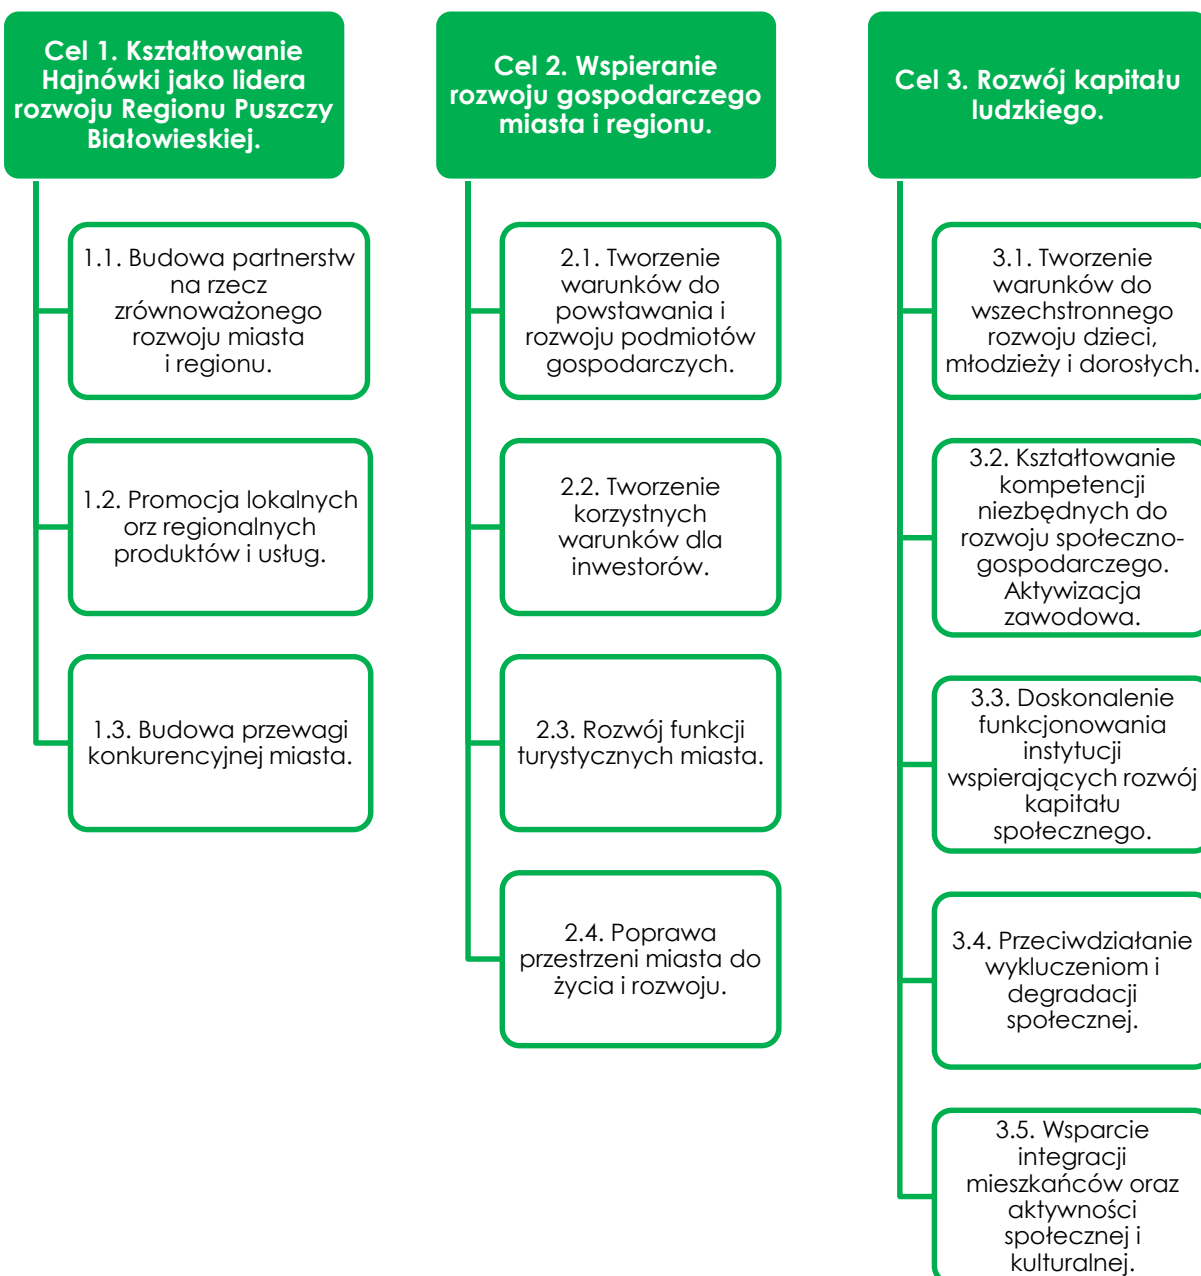 Cel 1. Kształtowanie
Hajnówki jako lidera
rozwoju Regionu Puszczy
Białowieskiej.
1.1. Budowa partnerstw
na rzecz
zrównoważonego
rozwoju miasta
i regionu.
1.2. Promocja lokalnych
orz regionalnych
produktów i usług.
1.3. Budowa przewagi
konkurencyjnej miasta.
Cel 2. Wspieranie
rozwoju gospodarczego
miasta i regionu.
2.1. Tworzenie
warunków do
powstawania i
rozwoju podmiotów
gospodarczych.
2.2. Tworzenie
korzystnych
warunków dla
inwestorów.
2.3. Rozwój funkcji
turystycznych miasta.
2.4. Poprawa
przestrzeni miasta do
życia i rozwoju.
Cel 3. Rozwój kapitału
ludzkiego.
3.1. Tworzenie
warunków do
wszechstronnego
rozwoju dzieci,
młodzieży i dorosłych.
3.2. Kształtowanie
kompetencji
niezbędnych do
rozwoju społeczno-
gospodarczego.
Aktywizacja
zawodowa.
3.3. Doskonalenie
funkcjonowania
instytucji
wspierających rozwój
kapitału
społecznego.
3.4. Przeciwdziałanie
wykluczeniom i
degradacji
społecznej.
3.5. Wsparcie
integracji
mieszkańców oraz
aktywności
społecznej i
kulturalnej.